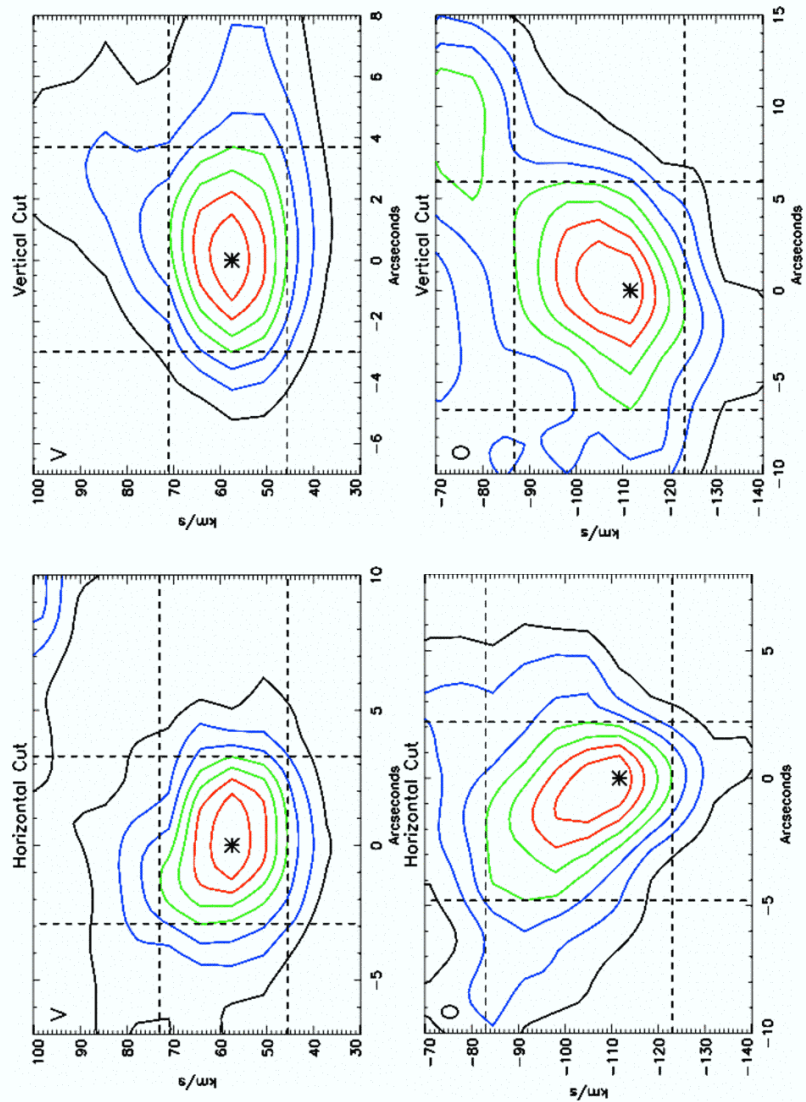 Horizontal Cut
V
100
90
80
70
60
50
40
30
km/s
-5 0 5 10
Arcseconds
Vertical Cut
V
100
90
80
70
60
50
40
30
km/s
-6 -4 -2 0 2 4 6 8
Arcseconds
Horizontal Cut
O
-70
-80
-90
-100
-110
-120
-130
-140
km/s
-10 -5 0 5
Arcseconds
Vertical Cut
O
-70
-80
-90
-100
-110
-120
-130
-140
km/s
-10 -5 0 5 10 15
Arcseconds